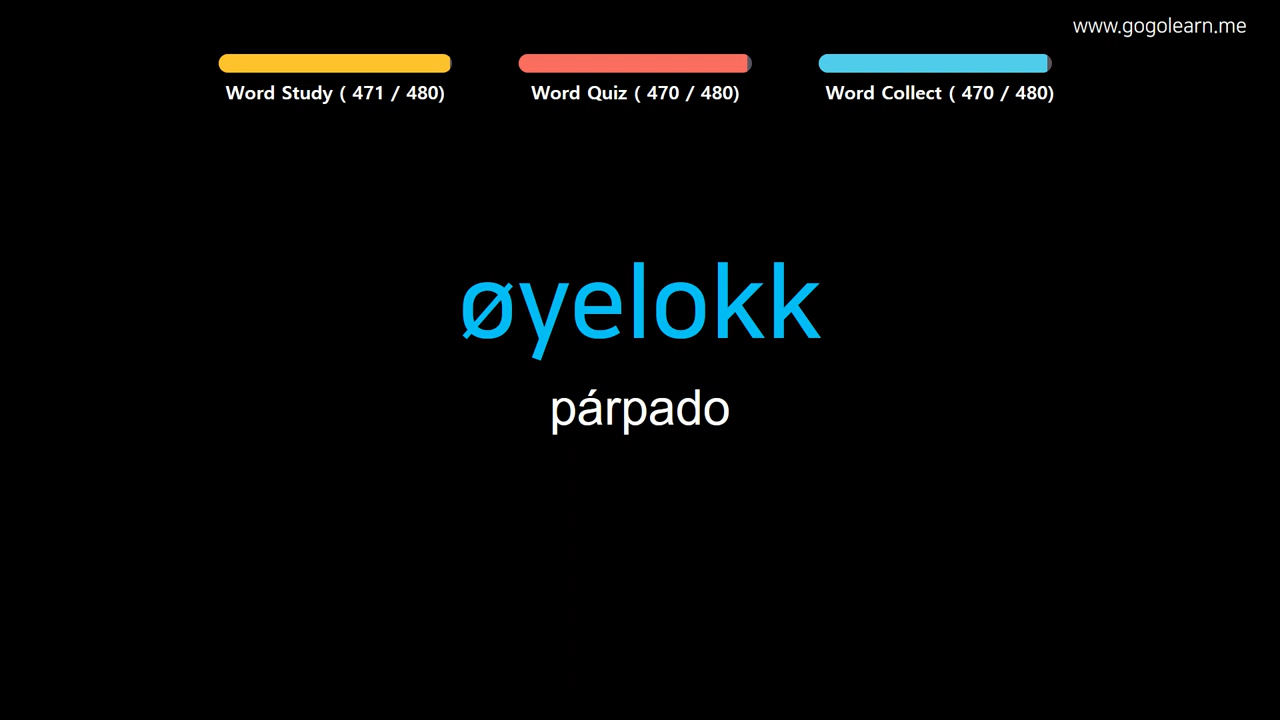 www.gogolearn.me
Word Study ( 471 / 480)
Word Quiz ( 470 / 480)
Word Collect ( 470 / 480)
øyelokk
párpado